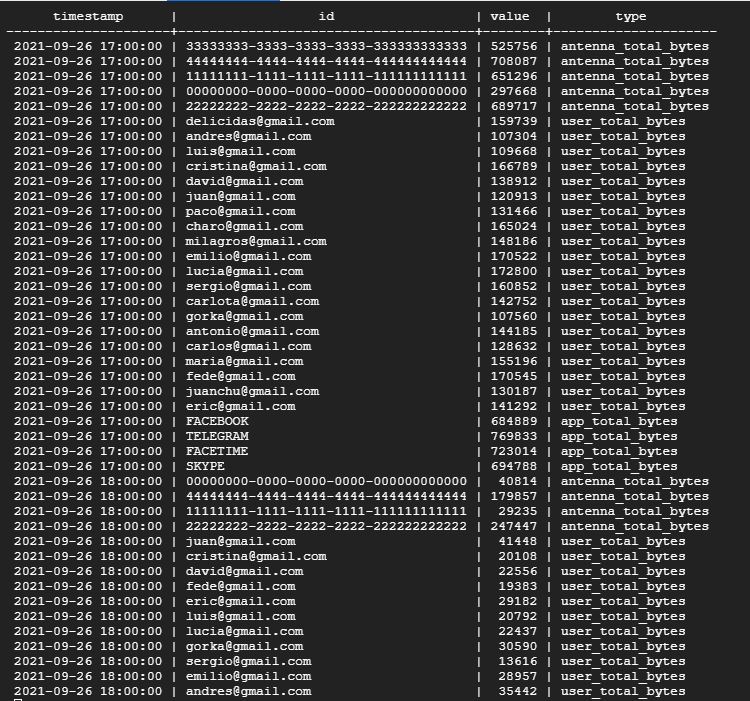 timestamp | id | value | type
---------------------+--------------------------------------+--------+---------------------
2021-09-26 17:00:00 | 33333333-3333-3333-3333-333333333333 | 525756 | antenna_total_bytes
2021-09-26 17:00:00 | 44444444-4444-4444-4444-444444444444 | 708087 | antenna_total_bytes
2021-09-26 17:00:00 | 11111111-1111-1111-1111-111111111111 | 651296 | antenna_total_bytes
2021-09-26 17:00:00 | 00000000-0000-0000-0000-000000000000 | 297668 | antenna_total_bytes
2021-09-26 17:00:00 | 22222222-2222-2222-2222-222222222222 | 689717 | antenna_total_bytes
2021-09-26 17:00:00 | delicidas@gmail.com | 159739 | user_total_bytes
2021-09-26 17:00:00 | andres@gmail.com | 107304 | user_total_bytes
2021-09-26 17:00:00 | luis@gmail.com | 109668 | user_total_bytes
2021-09-26 17:00:00 | cristina@gmail.com | 166789 | user_total_bytes
2021-09-26 17:00:00 | david@gmail.com | 138912 | user_total_bytes
2021-09-26 17:00:00 | juan@gmail.com | 120913 | user_total_bytes
2021-09-26 17:00:00 | paco@gmail.com | 131466 | user_total_bytes
2021-09-26 17:00:00 | charo@gmail.com | 165024 | user_total_bytes
2021-09-26 17:00:00 | milagros@gmail.com | 148186 | user_total_bytes
2021-09-26 17:00:00 | emilio@gmail.com | 170522 | user_total_bytes
2021-09-26 17:00:00 | lucia@gmail.com | 172800 | user_total_bytes
2021-09-26 17:00:00 | sergio@gmail.com | 160852 | user_total_bytes
2021-09-26 17:00:00 | carlota@gmail.com | 142752 | user_total_bytes
2021-09-26 17:00:00 | gorka@gmail.com | 107560 | user_total_bytes
2021-09-26 17:00:00 | antonio@gmail.com | 144185 | user_total_bytes
2021-09-26 17:00:00 | carlos@gmail.com | 128632 | user_total_bytes
2021-09-26 17:00:00 | maria@gmail.com | 155196 | user_total_bytes
2021-09-26 17:00:00 | fede@gmail.com | 170545 | user_total_bytes
2021-09-26 17:00:00 | juanchu@gmail.com | 130187 | user_total_bytes
2021-09-26 17:00:00 | eric@gmail.com | 141292 | user_total_bytes
2021-09-26 17:00:00 | FACEBOOK | 684889 | app_total_bytes
2021-09-26 17:00:00 | TELEGRAM | 769833 | app_total_bytes
2021-09-26 17:00:00 | FACETIME | 723014 | app_total_bytes
2021-09-26 17:00:00 | SKYPE | 694788 | app_total_bytes
2021-09-26 18:00:00 | 00000000-0000-0000-0000-000000000000 | 40814 | antenna_total_bytes
2021-09-26 18:00:00 | 44444444-4444-4444-4444-444444444444 | 179857 | antenna_total_bytes
2021-09-26 18:00:00 | 11111111-1111-1111-1111-111111111111 | 29235 | antenna_total_bytes
2021-09-26 18:00:00 | 22222222-2222-2222-2222-222222222222 | 247447 | antenna_total_bytes
2021-09-26 18:00:00 | juan@gmail.com | 41448 | user_total_bytes
2021-09-26 18:00:00 | cristina@gmail.com | 20108 | user_total_bytes
2021-09-26 18:00:00 | david@gmail.com | 22556 | user_total_bytes
2021-09-26 18:00:00 | fede@gmail.com | 19383 | user_total_bytes
2021-09-26 18:00:00 | eric@gmail.com | 29182 | user_total_bytes
2021-09-26 18:00:00 | luis@gmail.com | 20792 | user_total_bytes
2021-09-26 18:00:00 | lucia@gmail.com | 22437 | user_total_bytes
2021-09-26 18:00:00 | gorka@gmail.com | 30590 | user_total_bytes
2021-09-26 18:00:00 | sergio@gmail.com | 13616 | user_total_bytes
2021-09-26 18:00:00 | emilio@gmail.com | 28957 | user_total_bytes
2021-09-26 18:00:00 | andres@gmail.com | 35442 | user_total_bytes